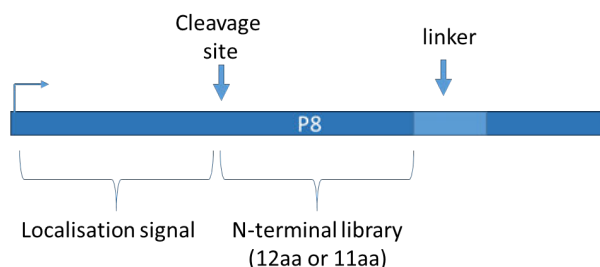 Cleavage
site
linker
P8
Localisation signal
N-terminal library
(12aa or 11aa)